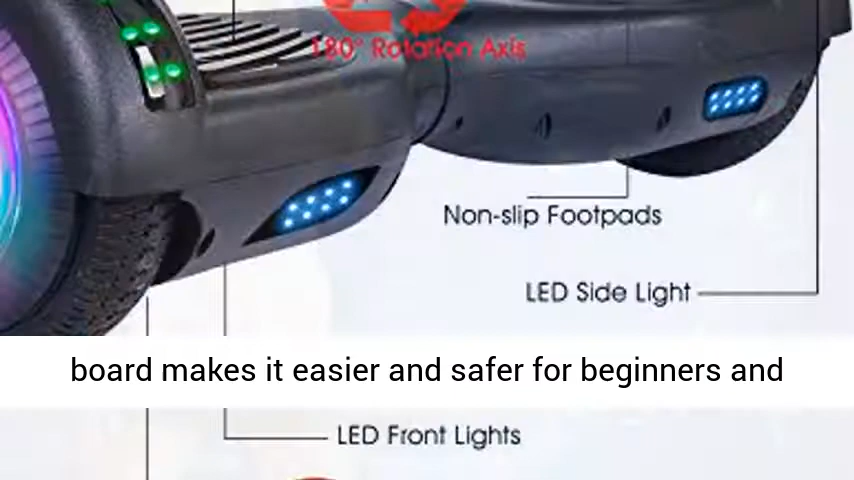 180° Rotation Axis
Non-slip Footpads
LED Side Light
board makes it easier and safer for beginners and
LED Front Lights